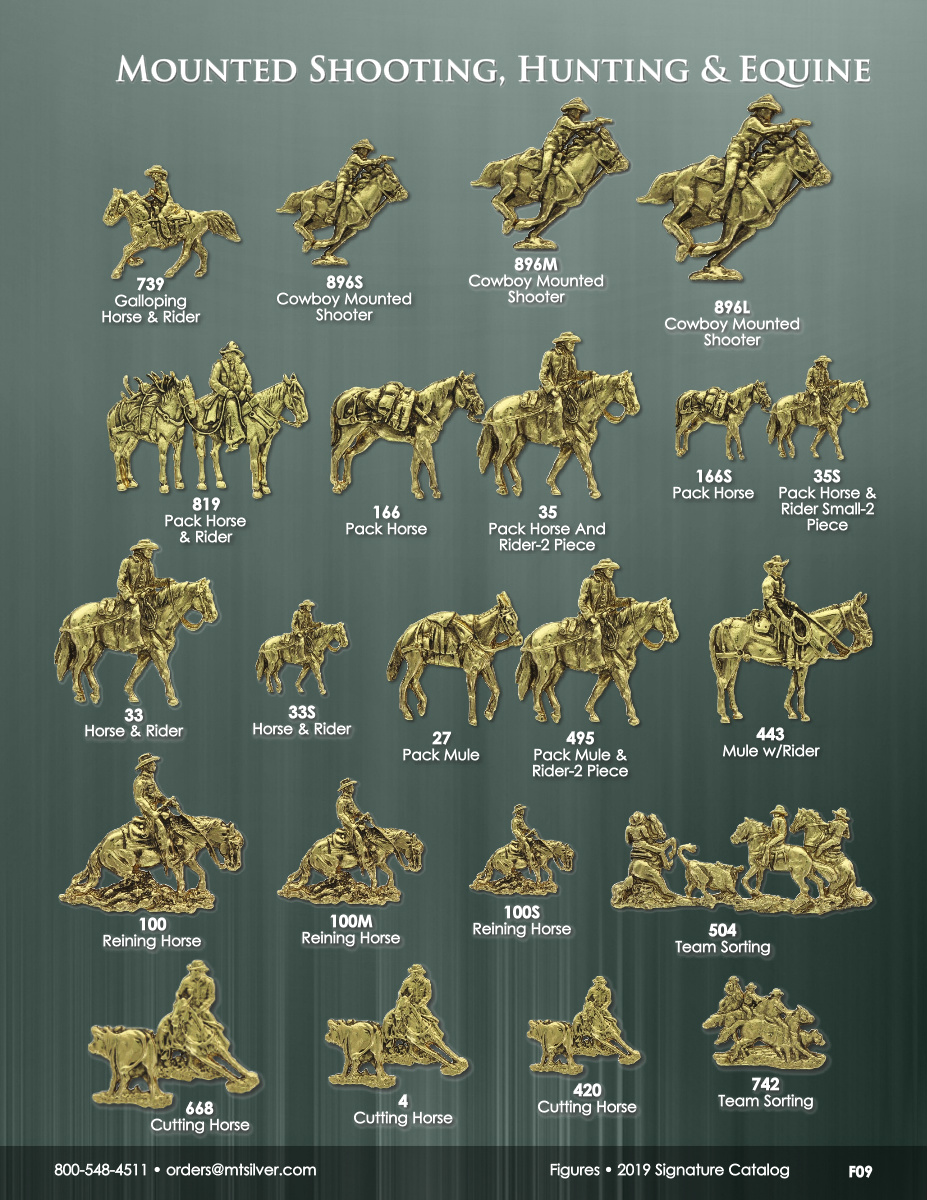 MOUNTED SHOOTING, HUNTING & EQUINE
739
Galloping
Horse & Rider
896S
Cowboy Mounted
Shooter
896M
Cowboy Mounted
Shooter
896L
Cowboy Mounted
Shooter
819
Pack Horse
& Rider
166
Pack Horse
35
Pack Horse And
Rider-2 Piece
166S
Pack Horse
35S
Pack Horse &
Rider Small-2
Piece
33
Horse & Rider
33S
Horse & Rider
27
Pack Mule
495
Pack Mule &
Rider-2 Piece
443
Mule w/Rider
100
Reining Horse
100M
Reining Horse
100S
Reining Horse
504
Team Sorting
668
Cutting Horse
4
Cutting Horse
420
Cutting Horse
742
Team Sorting
800-548-4511 • orders@mtsilver.com
Figures • 2019 Signature Catalog F09